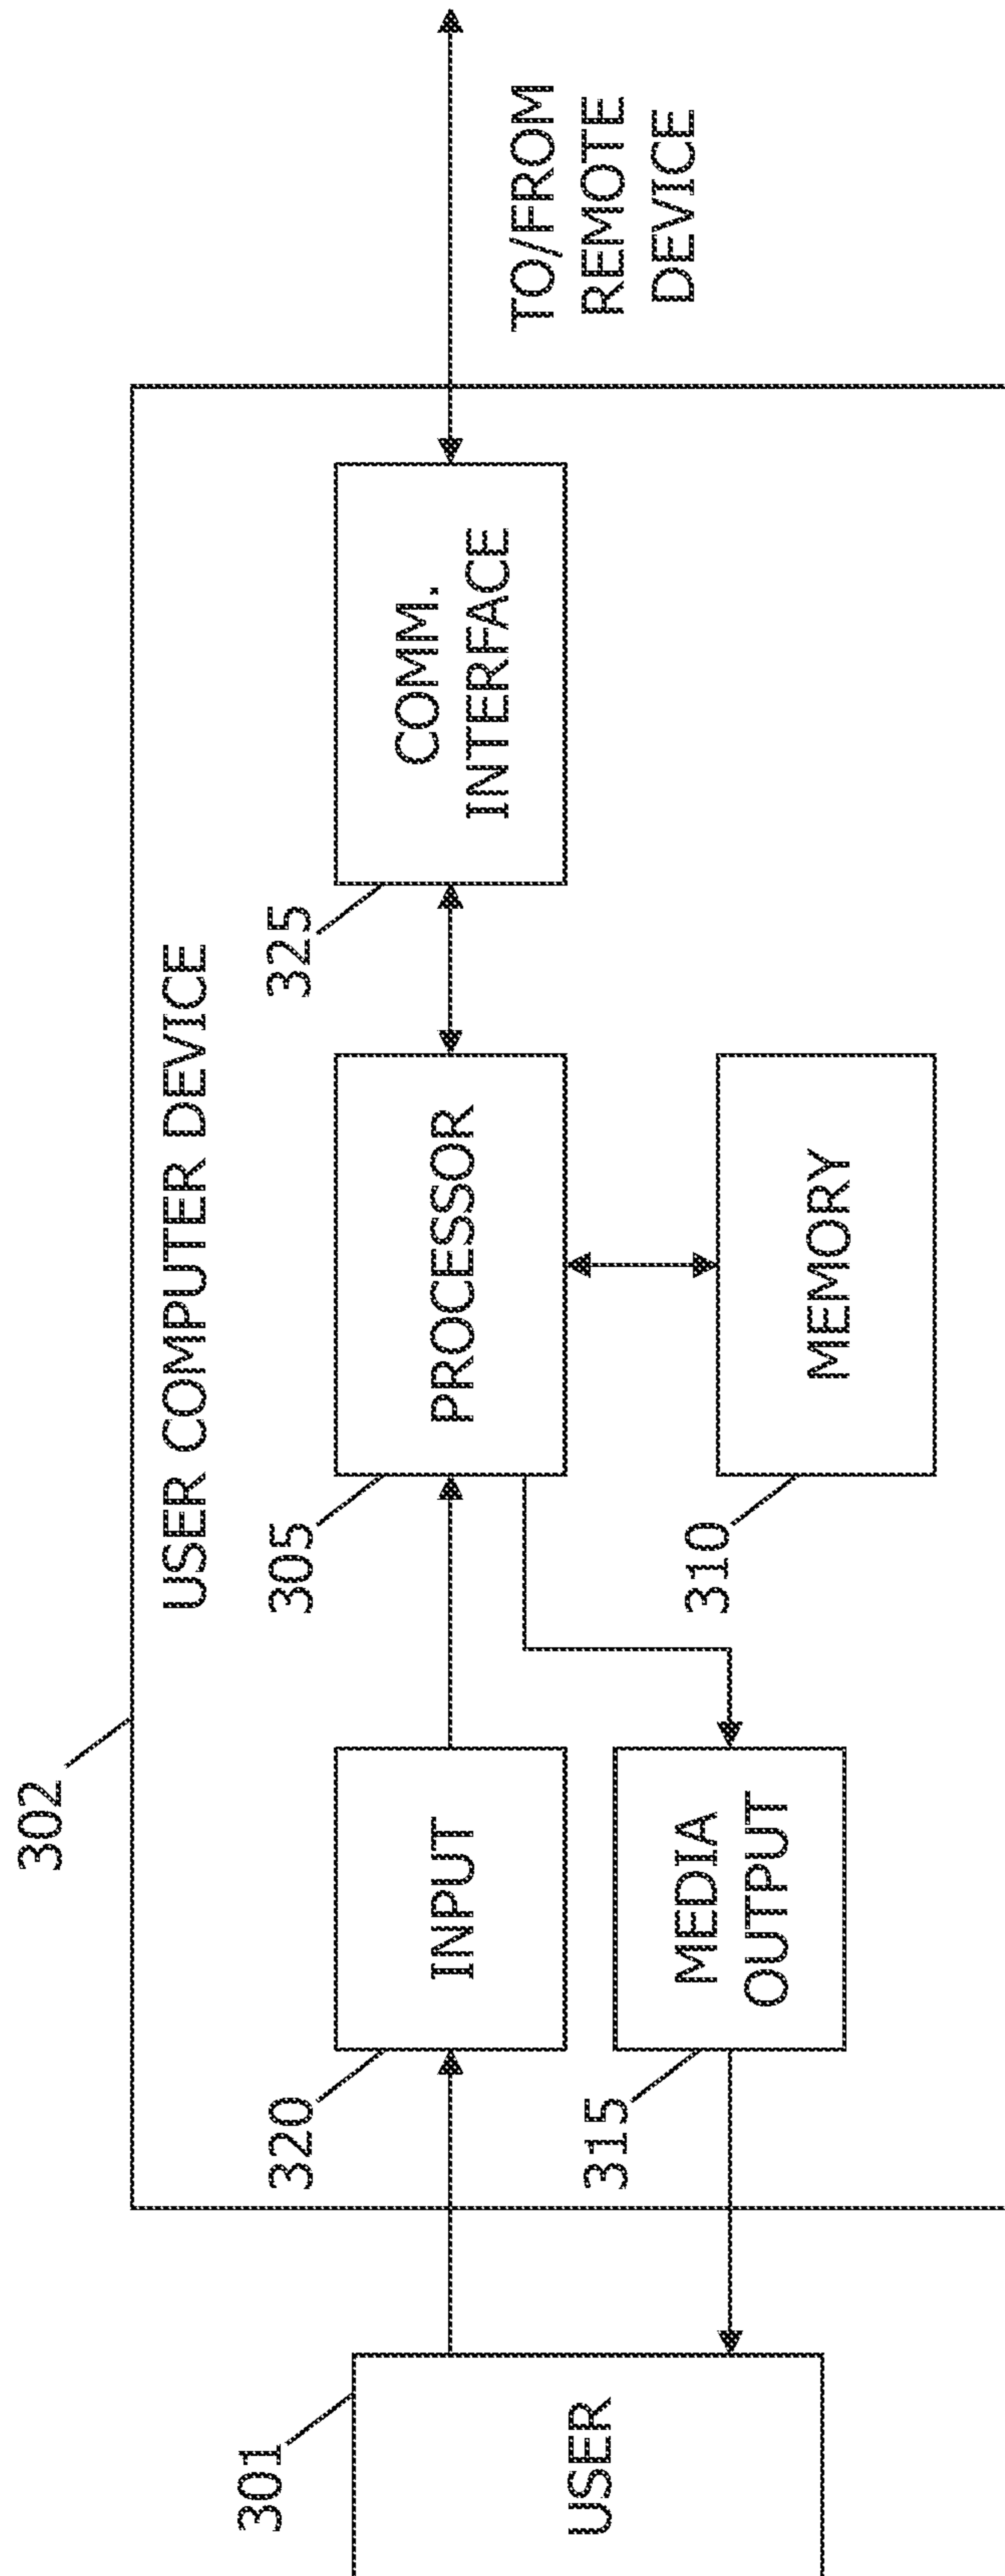 302
USER COMPUTER DEVICE
301
USER
320
INPUT
315
MEDIA
OUTPUT
305
PROCESSOR
310
MEMORY
325
COMM.
INTERFACE
TO/FROM
REMOTE
DEVICE